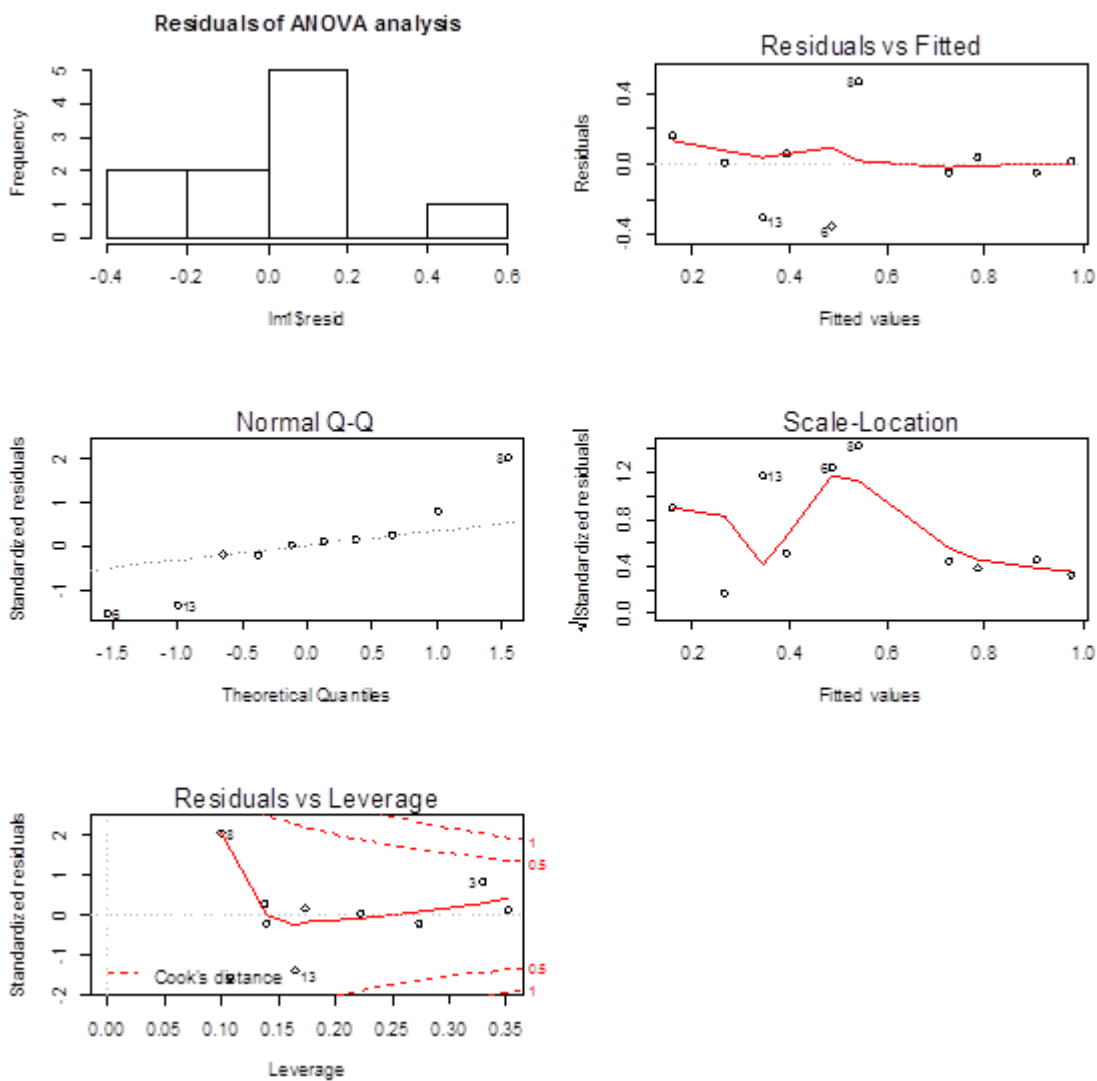 Residuals of ANOVA analysis
Frequency
0 1 2 3 4 5
-0.4 -0.2 0.0 0.2 0.4 0.6
lm1$resid
Residuals vs Fitted
Residuals
-0.4 0.0 0.4
8
13
6
0.2 0.4 0.6 0.8 1.0
Fitted values
Normal Q-Q
Standardized residuals
-1 0 1 2
8
6
13
-1.5 -1.0 -0.5 0.0 0.5 1.0 1.5
Theoretical Quantiles
Scale-Location
√|Standardized residuals|
0.0 0.4 0.8 1.2
8
6
13
0.2 0.4 0.6 0.8 1.0
Fitted values
Residuals vs Leverage
Standardized residuals
-2 -1 0 1 2
8
1
0.5
3
13
0.5
Cook's distance
1
0.00 0.05 0.10 0.15 0.20 0.25 0.30 0.35
Leverage